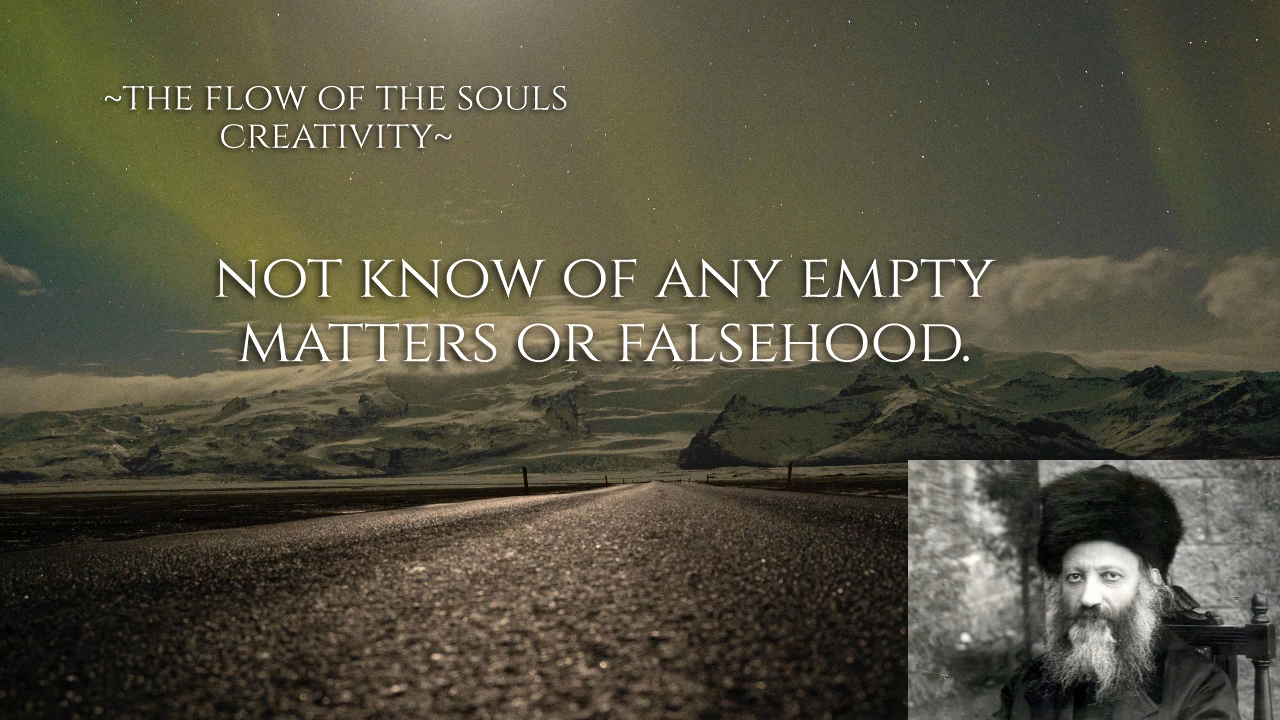 ~THE FLOW OF THE SOULS
CREATIVITY~
NOT KNOW OF ANY EMPTY
MATTERS OR FALSEHOOD.